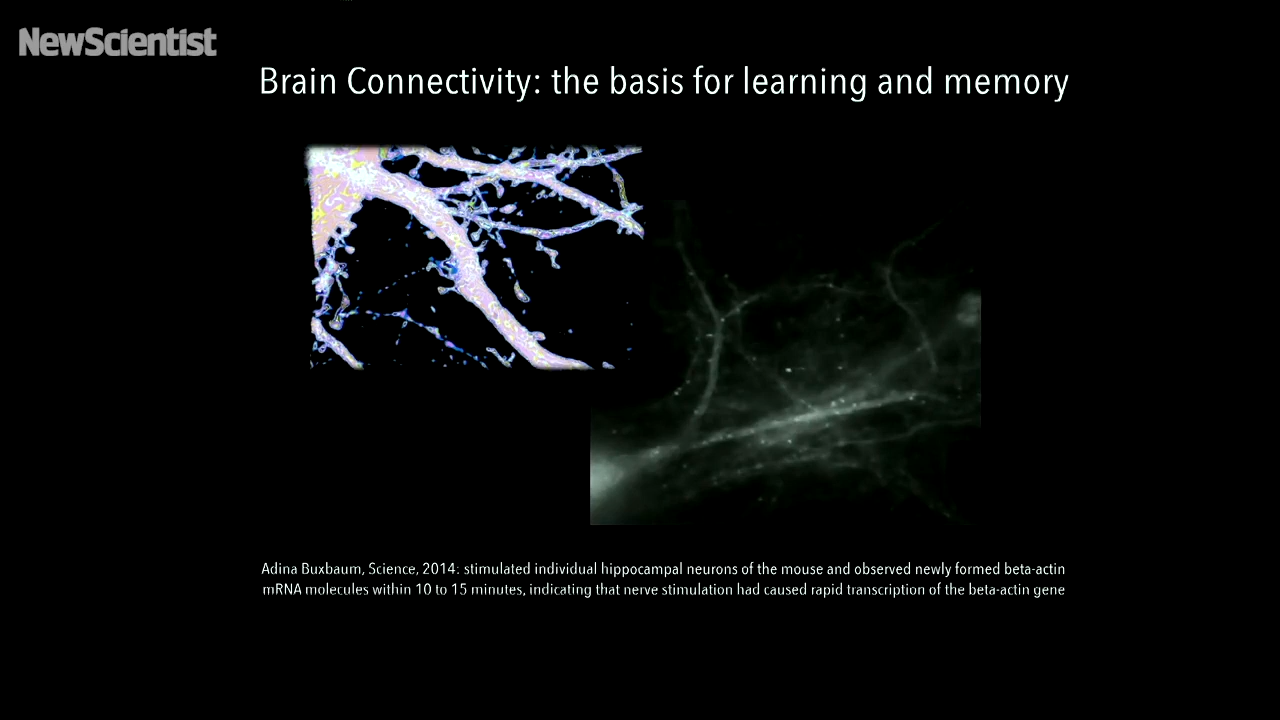 NewScientist
Brain Connectivity: the basis for learning and memory
Adina Buxbaum, Science, 2014: stimulated individual hippocampal neurons of the mouse and observed newly formed beta-actin
mRNA molecules within 10 to 15 minutes, indicating that nerve stimulation had caused rapid transcription of the beta-actin gene